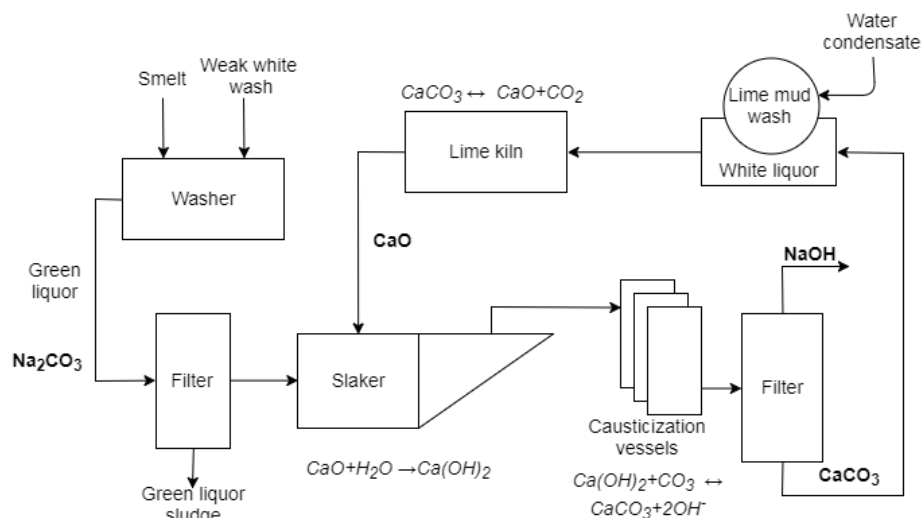 Water
condensate
Smelt
Weak white
wash
CaCO₃ ↔ CaO+CO₂
Lime mud
wash
Lime kiln
White liquor
Washer
CaO
Green
liquor
NaOH
Na₂CO₃
Filter
Slaker
Filter
Causticization
vessels
CaO+H₂O →Ca(OH)₂
Ca(OH)₂+CO₃ ↔
CaCO₃+2OH⁻
CaCO₃
Green liquor
sludge